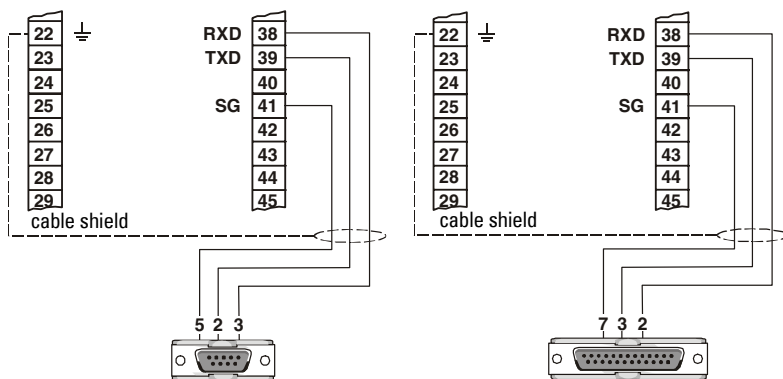 22 RXD 38 22 RXD 38
23 TXD 39 23 TXD 39
24 40 24 40
25 SG 41 25 SG 41
26 42 26 42
27 43 27 43
28 44 28 44
29 45 29 45
cable shield cable shield
5 2 3 7 3 2